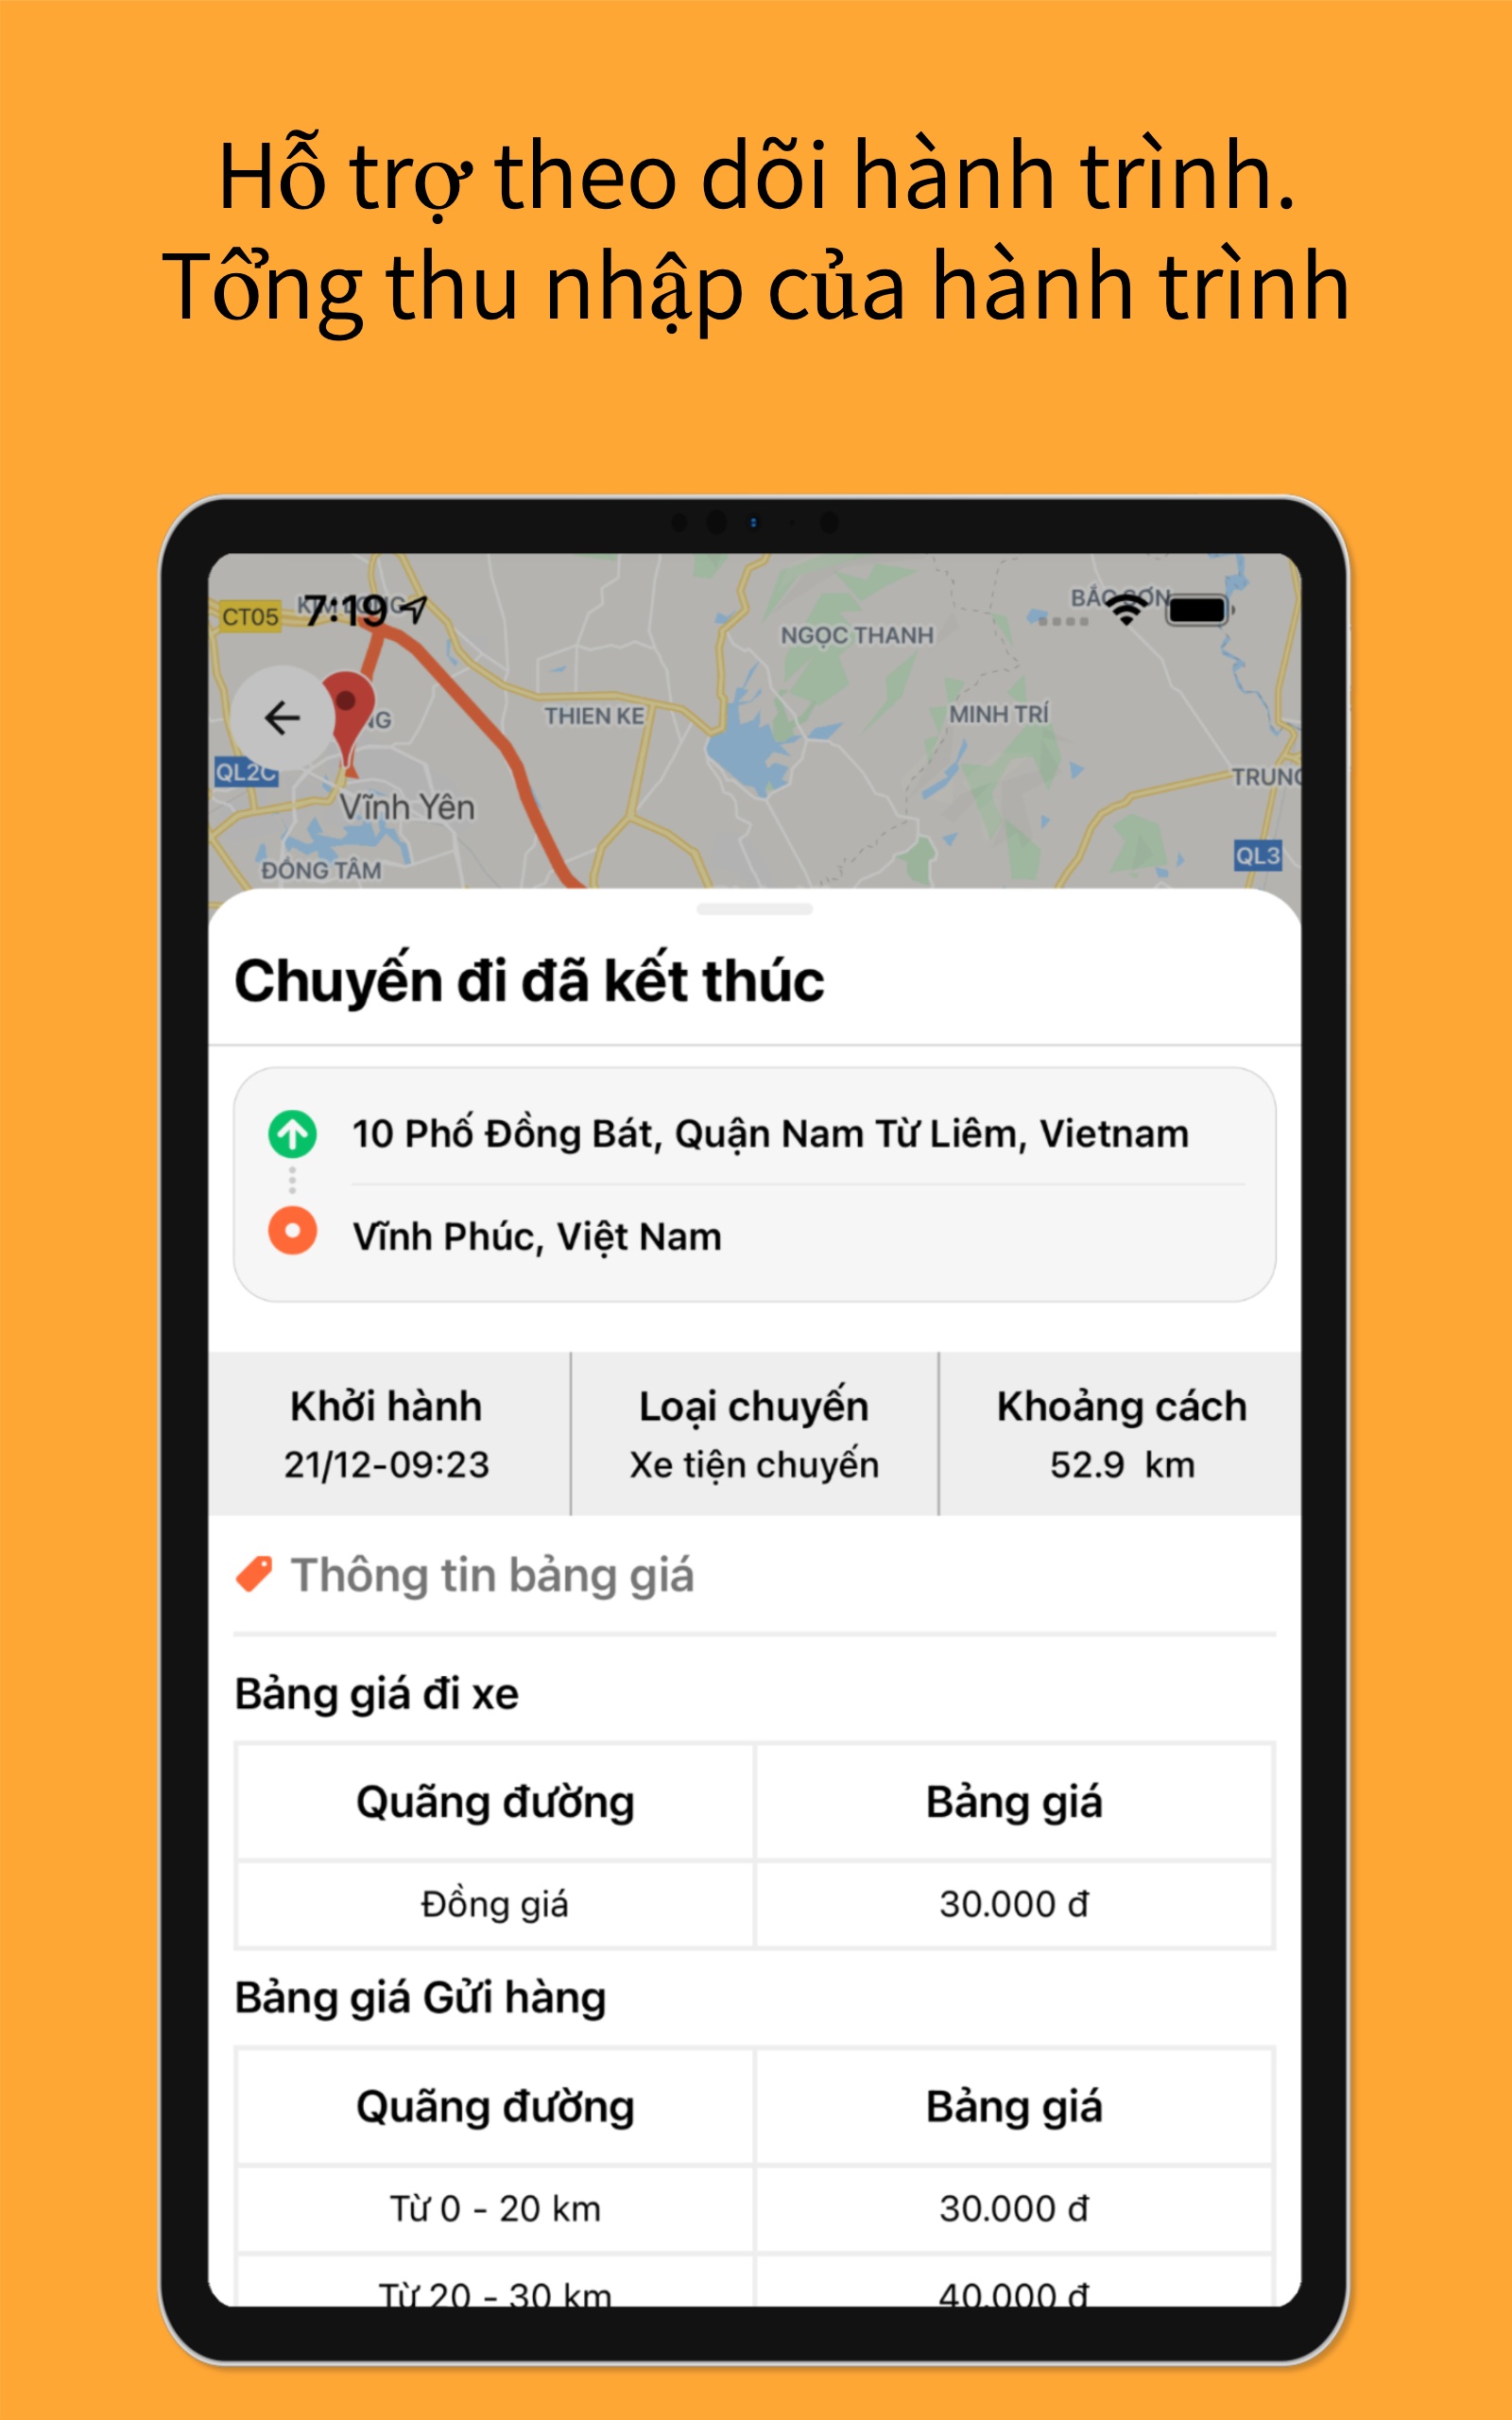 Hỗ trợ theo dõi hành trình.
Tổng thu nhập của hành trình
CT05
7:19
BẮC SƠN
NGỌC THANH
THIEN KE
MINH TRÍ
QL2C
TRUNG
Vĩnh Yên
QL3
ĐỒNG TÂM
Chuyến đi đã kết thúc
10 Phố Đồng Bát, Quận Nam Từ Liêm, Vietnam
Vĩnh Phúc, Việt Nam
Khởi hành Loại chuyến Khoảng cách
21/12-09:23 Xe tiện chuyến 52.9 km
Thông tin bảng giá
Bảng giá đi xe
Quãng đường Bảng giá
Đồng giá 30.000 đ
Bảng giá Gửi hàng
Quãng đường Bảng giá
Từ 0 - 20 km 30.000 đ
Từ 20 - 30 km 40.000 đ